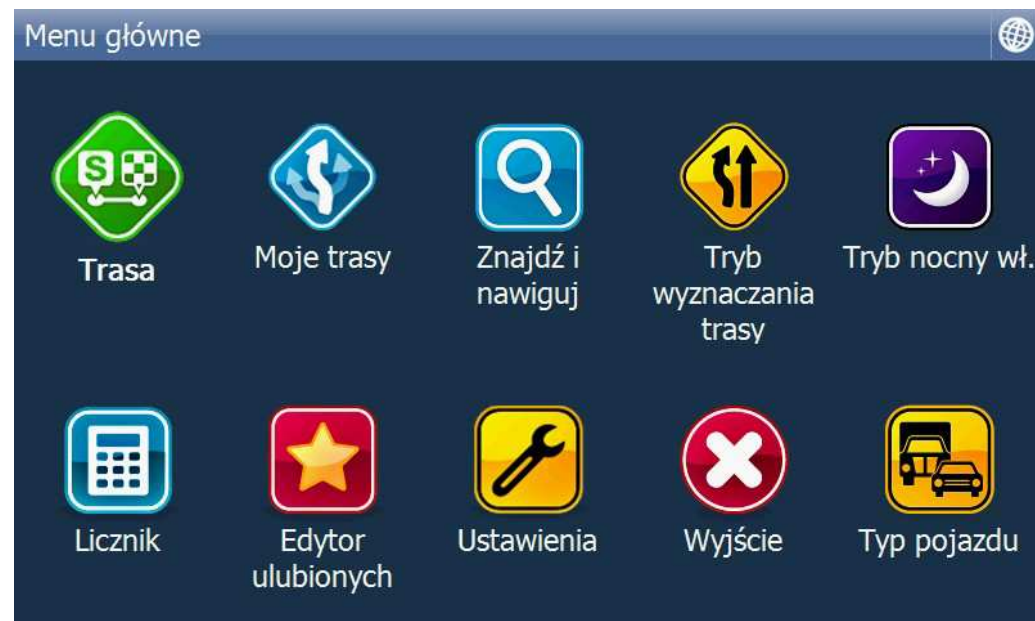 Menu główne
S
Trasa
Moje trasy
Znajdź i
nawiguj
Tryb
wyznaczania
trasy
Tryb nocny wł.
Licznik
Edytor
ulubionych
Ustawienia
Wyjście
Typ pojazdu